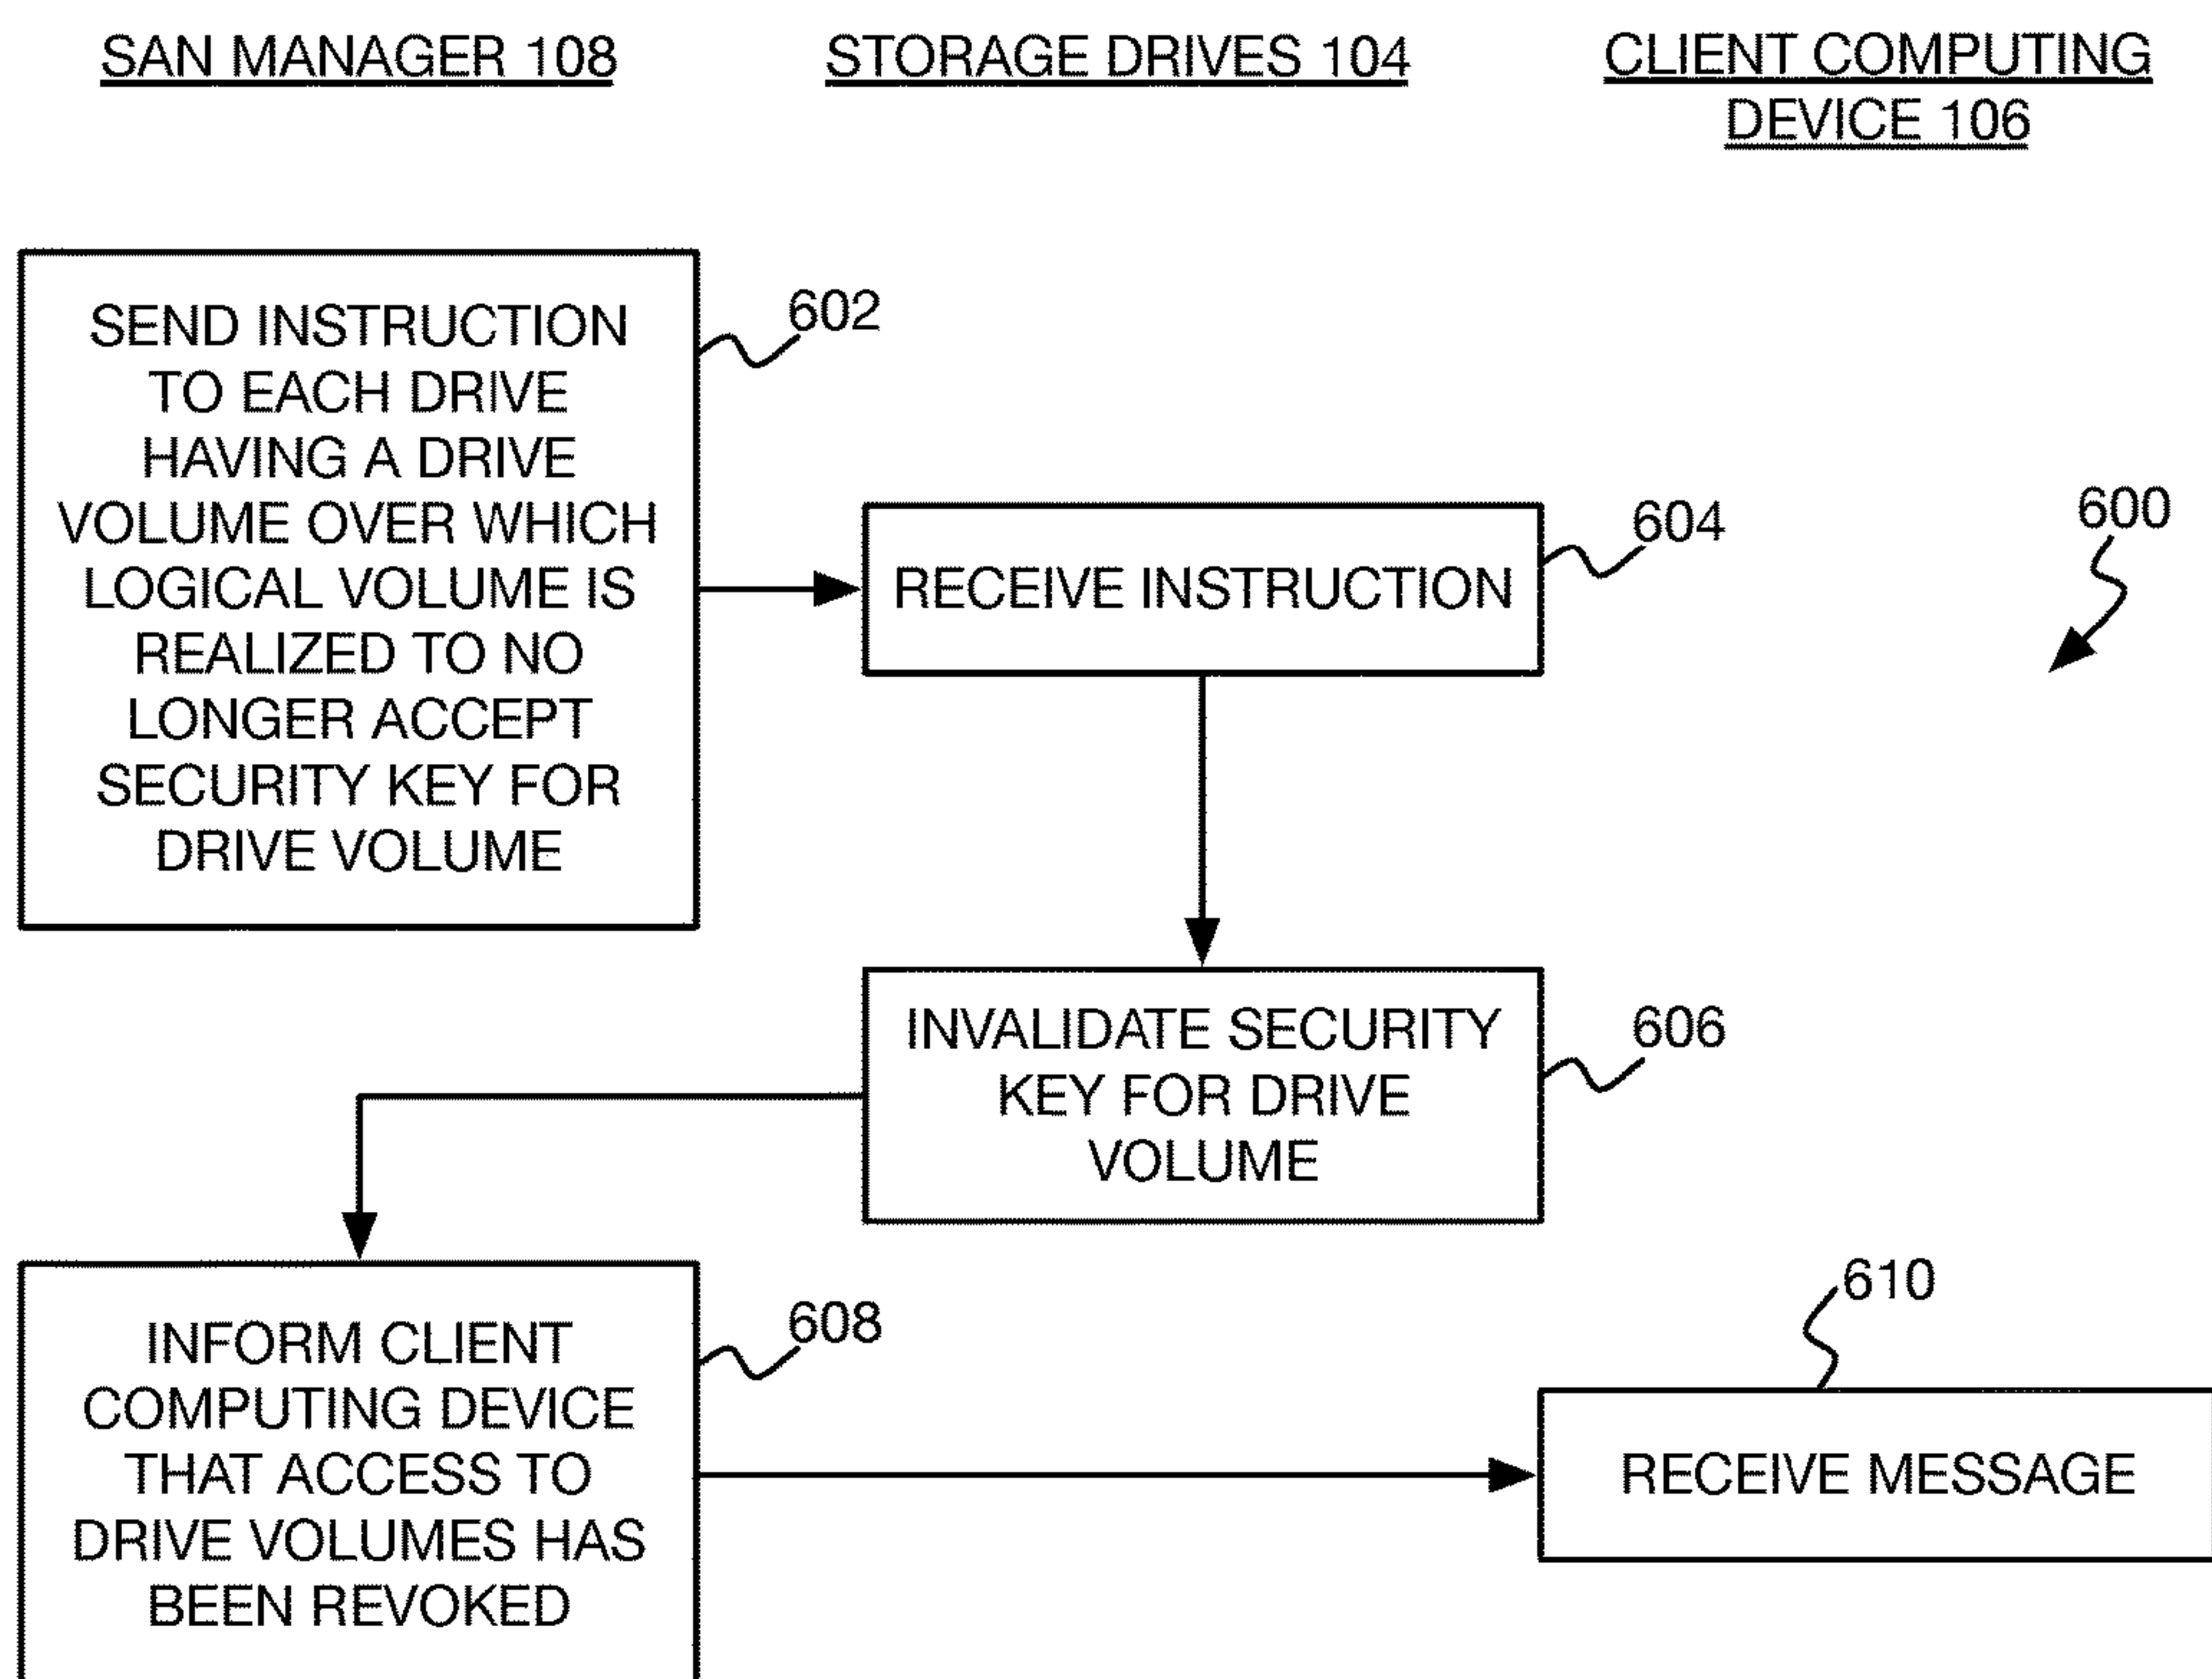 SAN MANAGER 108
STORAGE DRIVES 104
CLIENT COMPUTING
DEVICE 106
SEND INSTRUCTION
TO EACH DRIVE
HAVING A DRIVE
VOLUME OVER WHICH
LOGICAL VOLUME IS
REALIZED TO NO
LONGER ACCEPT
SECURITY KEY FOR
DRIVE VOLUME
602
RECEIVE INSTRUCTION
604
600
INVALIDATE SECURITY
KEY FOR DRIVE
VOLUME
606
INFORM CLIENT
COMPUTING DEVICE
THAT ACCESS TO
DRIVE VOLUMES HAS
BEEN REVOKED
608
610
RECEIVE MESSAGE